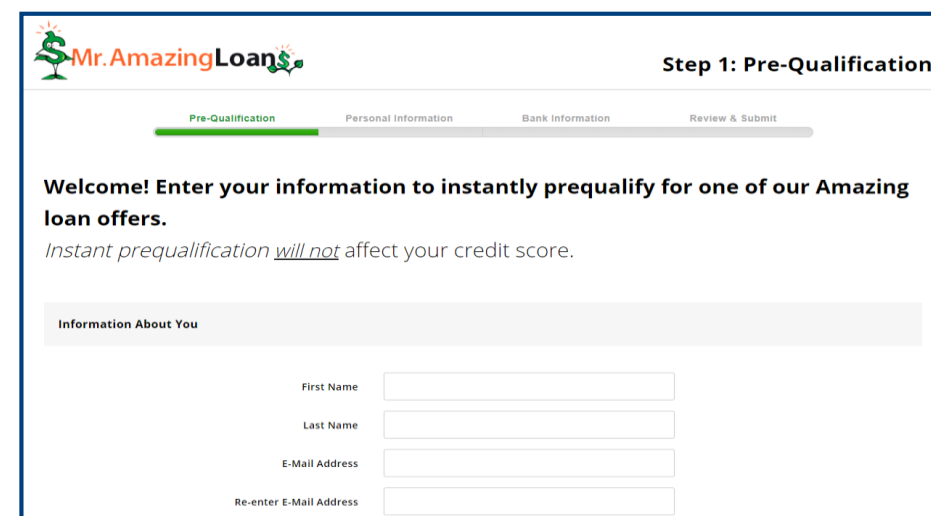 Mr.AmazingLoan$
Step 1: Pre-Qualification
Pre-Qualification Personal Information Bank Information Review & Submit
Welcome! Enter your information to instantly prequalify for one of our Amazing
loan offers.
Instant prequalification will not affect your credit score.
Information About You
First Name
Last Name
E-Mail Address
Re-enter E-Mail Address